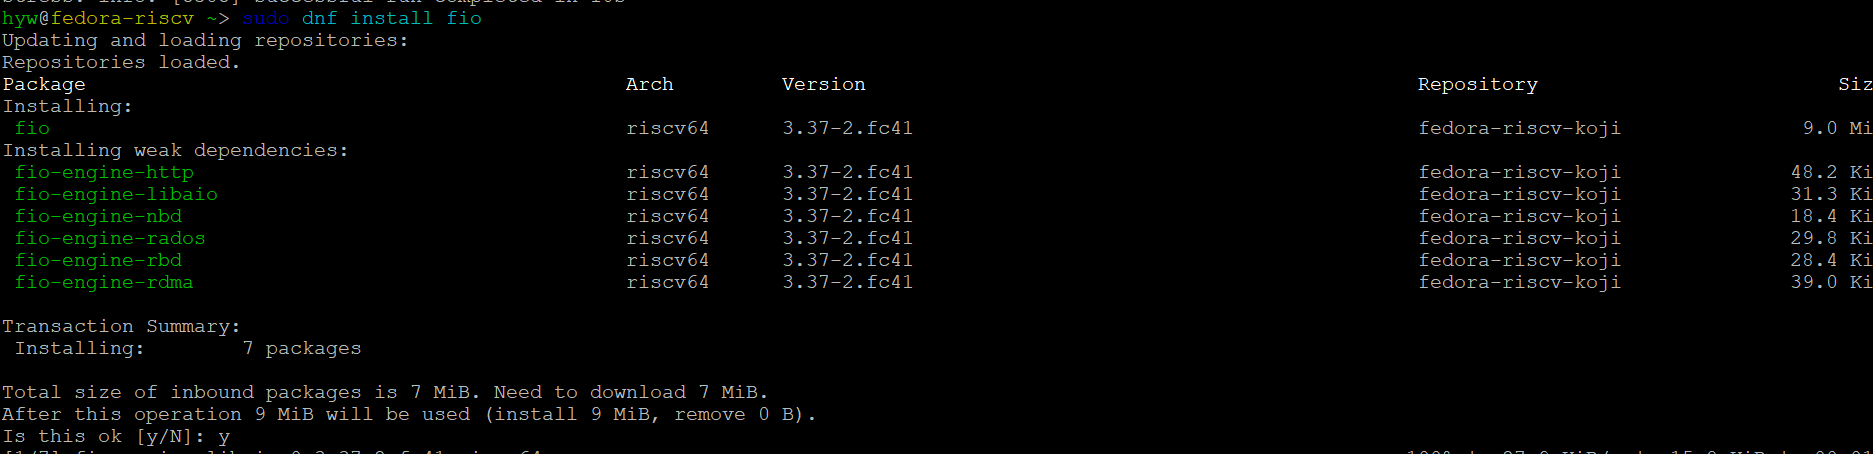 hyw@fedora-riscv ~> sudo dnf install fio
Updating and loading repositories:
Repositories loaded.
Package Arch Version Repository Siz
Installing:
fio riscv64 3.37-2.fc41 fedora-riscv-koji 9.0 Mi
Installing weak dependencies:
fio-engine-http riscv64 3.37-2.fc41 fedora-riscv-koji 48.2 Ki
fio-engine-libaio riscv64 3.37-2.fc41 fedora-riscv-koji 31.3 Ki
fio-engine-nbd riscv64 3.37-2.fc41 fedora-riscv-koji 18.4 Ki
fio-engine-rados riscv64 3.37-2.fc41 fedora-riscv-koji 29.8 Ki
fio-engine-rbd riscv64 3.37-2.fc41 fedora-riscv-koji 28.4 Ki
fio-engine-rdma riscv64 3.37-2.fc41 fedora-riscv-koji 39.0 Ki
Transaction Summary:
Installing: 7 packages
Total size of inbound packages is 7 MiB. Need to download 7 MiB.
After this operation 9 MiB will be used (install 9 MiB, remove 0 B).
Is this ok [y/N]: y